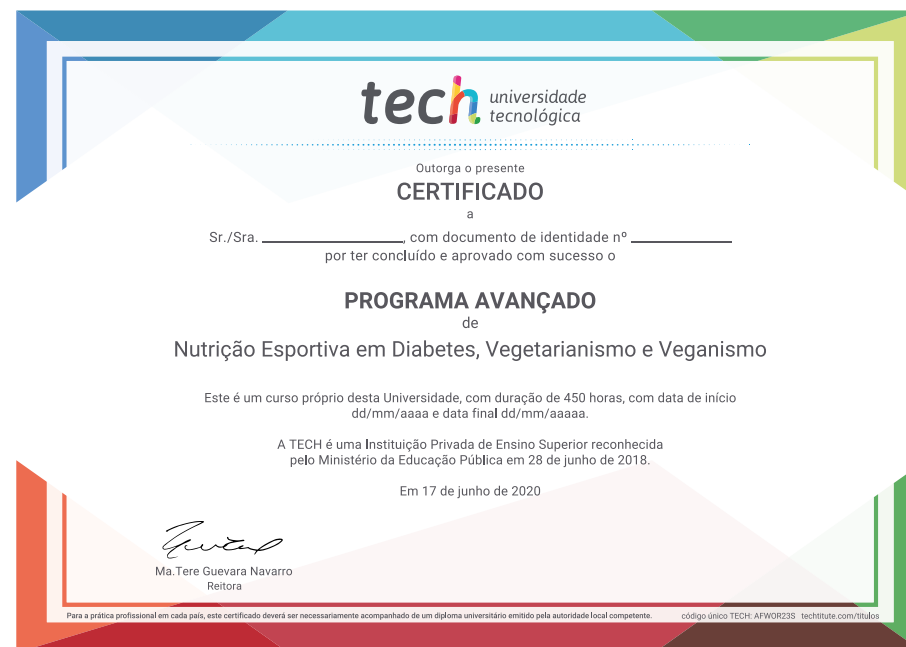 tech universidade
tecnológica
Outorga o presente
CERTIFICADO
a
Sr./Sra. ____________, com documento de identidade nº ____________
por ter concluído e aprovado com sucesso o
PROGRAMA AVANÇADO
de
Nutrição Esportiva em Diabetes, Vegetarianismo e Veganismo
Este é um curso próprio desta Universidade, com duração de 450 horas, com data de início
dd/mm/aaaa e data final dd/mm/aaaaa.
A TECH é uma Instituição Privada de Ensino Superior reconhecida
pelo Ministério da Educação Pública em 28 de junho de 2018.
Em 17 de junho de 2020
Ma.Tere Guevara Navarro
Reitora
Para a prática profissional em cada país, este certificado deverá ser necessariamente acompanhado de um diploma universitário emitido pela autoridade local competente. código único TECH: AFWOR23S techtitute.com/titulos